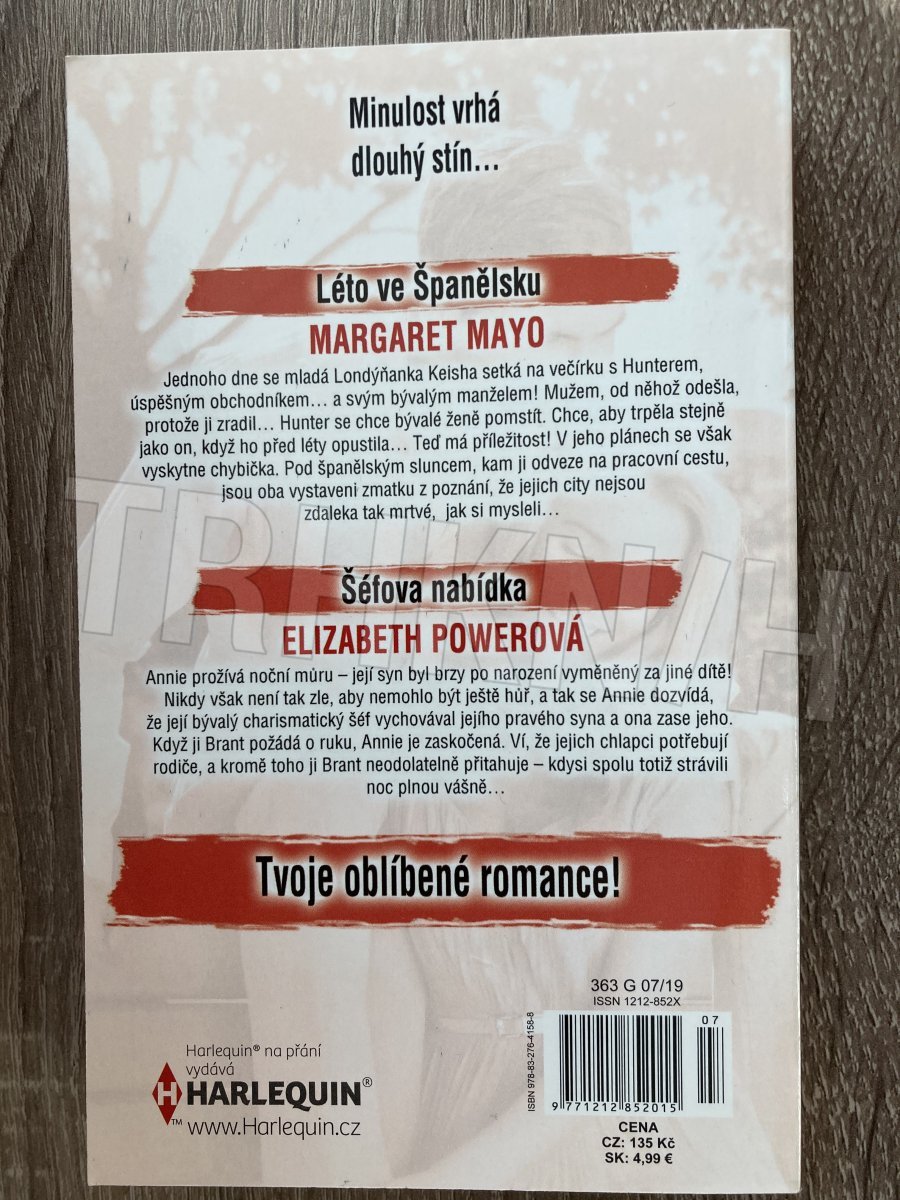 Minulost vrhá
dlouhý stín...
Léto ve Španělsku
MARGARET MAYO
Jednoho dne se mladá Londýňanka Keisha setká na večírku s Hunterem,
úspěšným obchodníkem... a svým bývalým manželem! Mužem, od něhož odešla,
protože ji zradil... Hunter se chce bývalé ženě pomstít. Chce, aby trpěla stejně
jako on, když ho před léty opustila... Teď má příležitost! V jeho plánech se však
vyskytne chybička. Pod španělským sluncem, kam ji odveze na pracovní cestu,
jsou oba vystaveni zmatku z poznání, že jejich city nejsou
zdaleka tak mrtvé, jak si mysleli...
TRHKNIH
Šéfova nabídka
ELIZABETH POWEROVÁ
Annie prožívá noční můru – její syn byl brzy po narození vyměněný za jiné dítě!
Nikdy však není tak zle, aby nemohlo být ještě hůř, a tak se Annie dozvídá,
že její bývalý charismatický šéf vychovával jejího pravého syna a ona zase jeho.
Když ji Brant požádá o ruku, Annie je zaskočená. Ví, že jejich chlapci potřebují
rodiče, a kromě toho ji Brant neodolatelně přitahuje – kdysi spolu totiž strávili
noc plnou vášně...
Tvoje oblíbené romance!
363 G 07/19
ISSN 1212-852X
07
ISBN 978-83-276-4158-8
9 771212 852015
Harlequin® na přání
vydává
H HARLEQUIN®
™ www.Harlequin.cz
CENA
CZ: 135 Kč
SK: 4,99 €